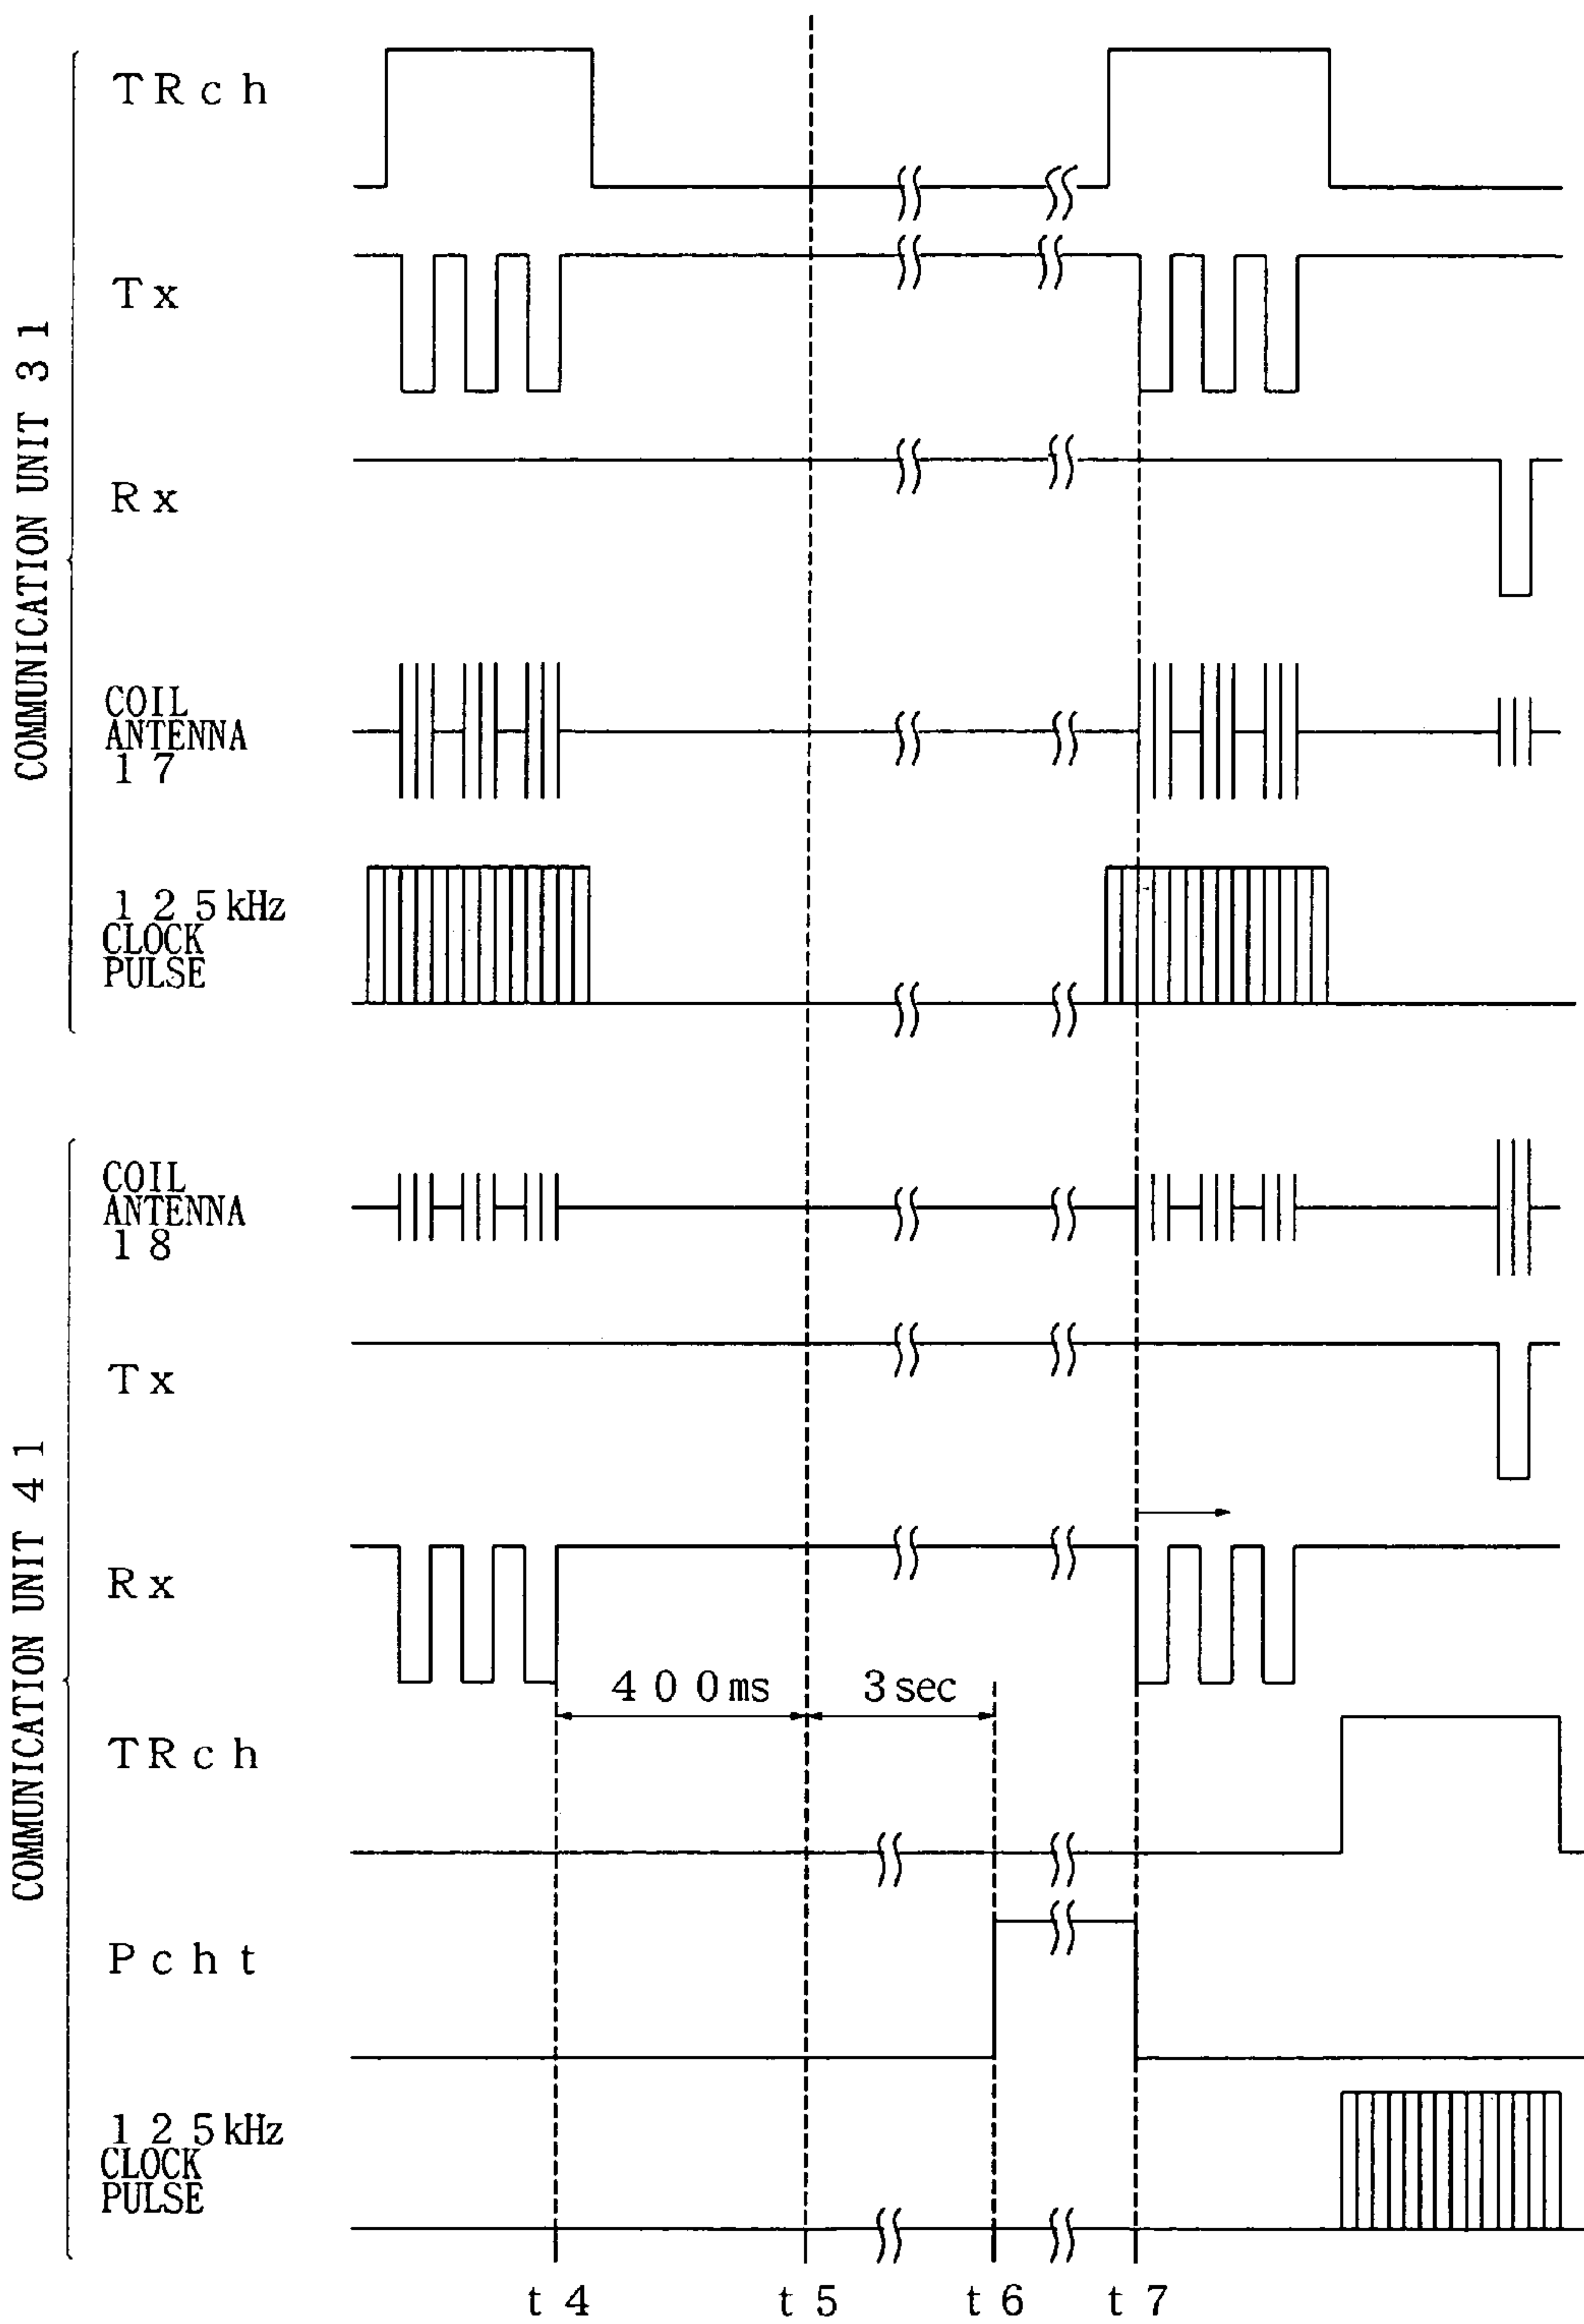 COMMUNICATION UNIT 31
TRch
Tx
Rx
COIL
ANTENNA
17
125kHz
CLOCK
PULSE
COMMUNICATION UNIT 41
COIL
ANTENNA
18
Tx
Rx
400ms 3sec
TRch
Pcht
125kHz
CLOCK
PULSE
t4 t5 t6 t7